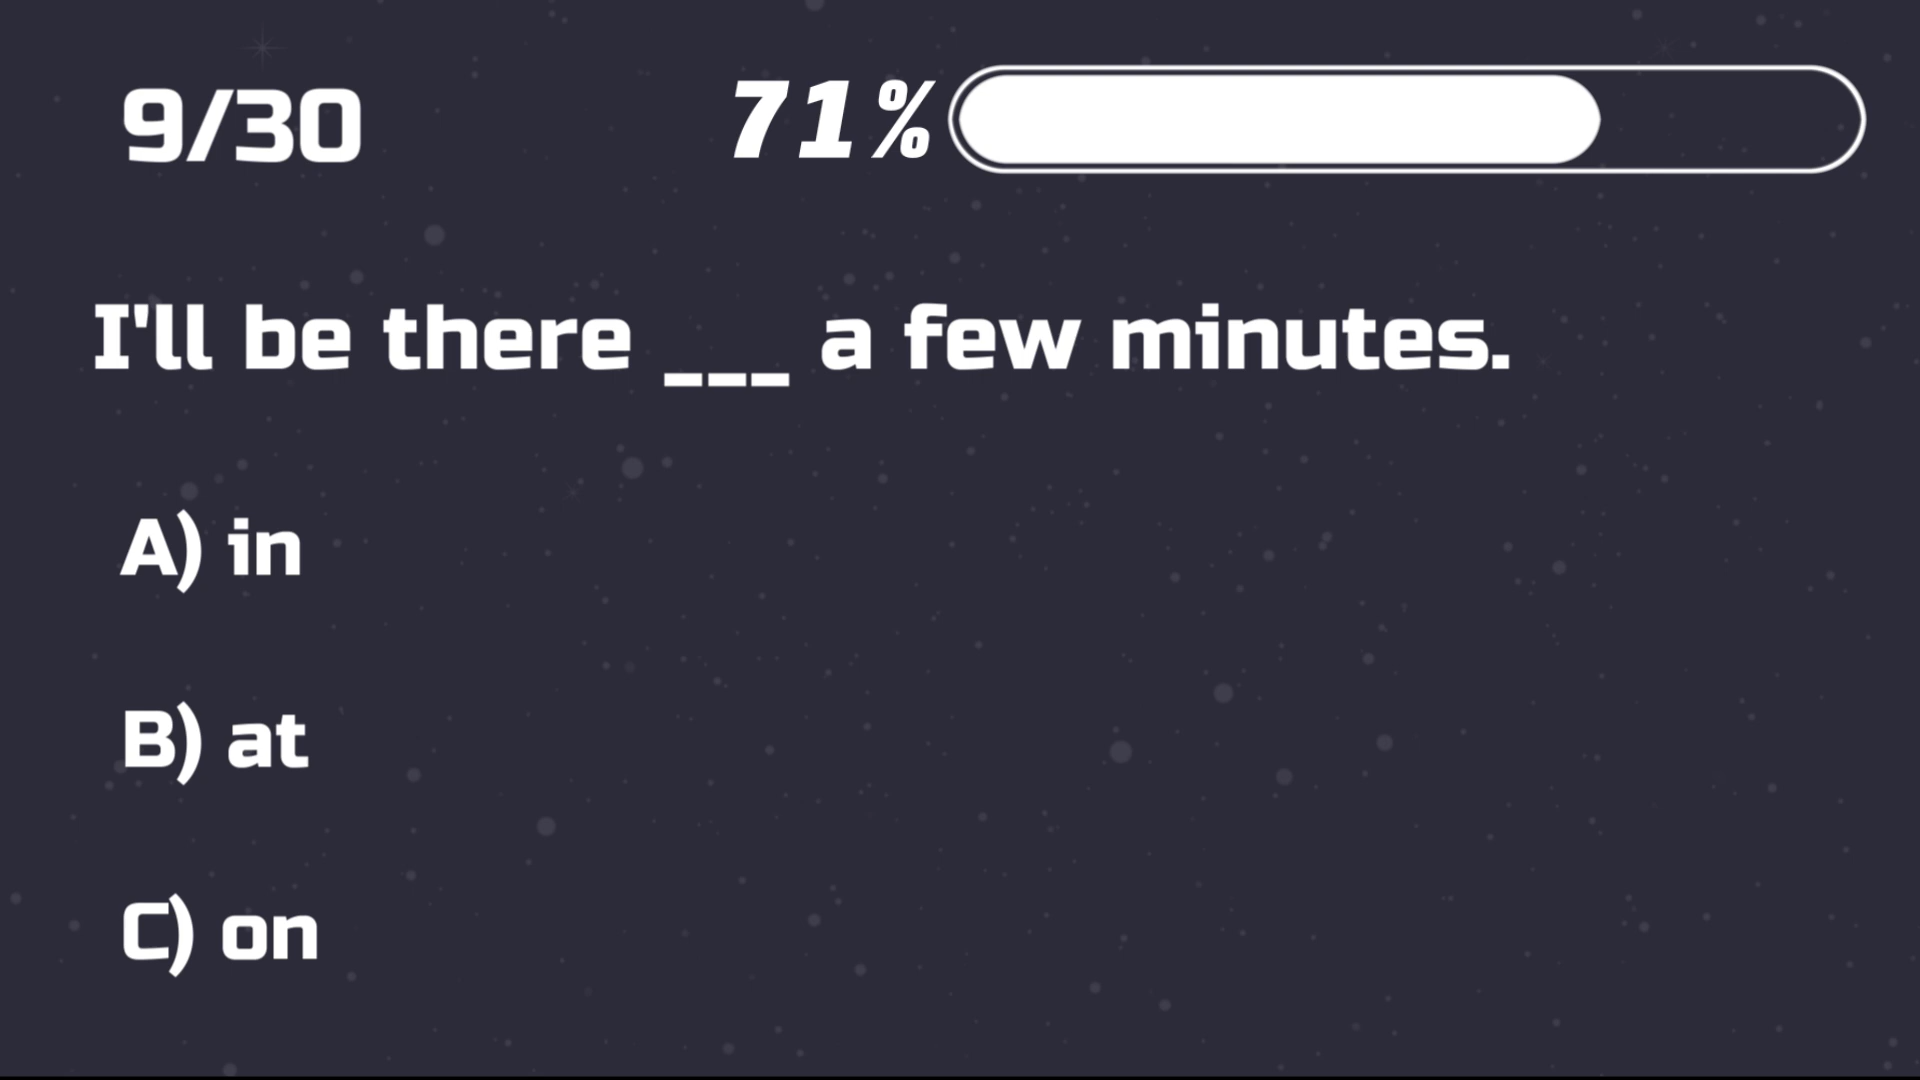 9/30
71%
I'll be there ___ a few minutes.
A) in
B) at
C) on